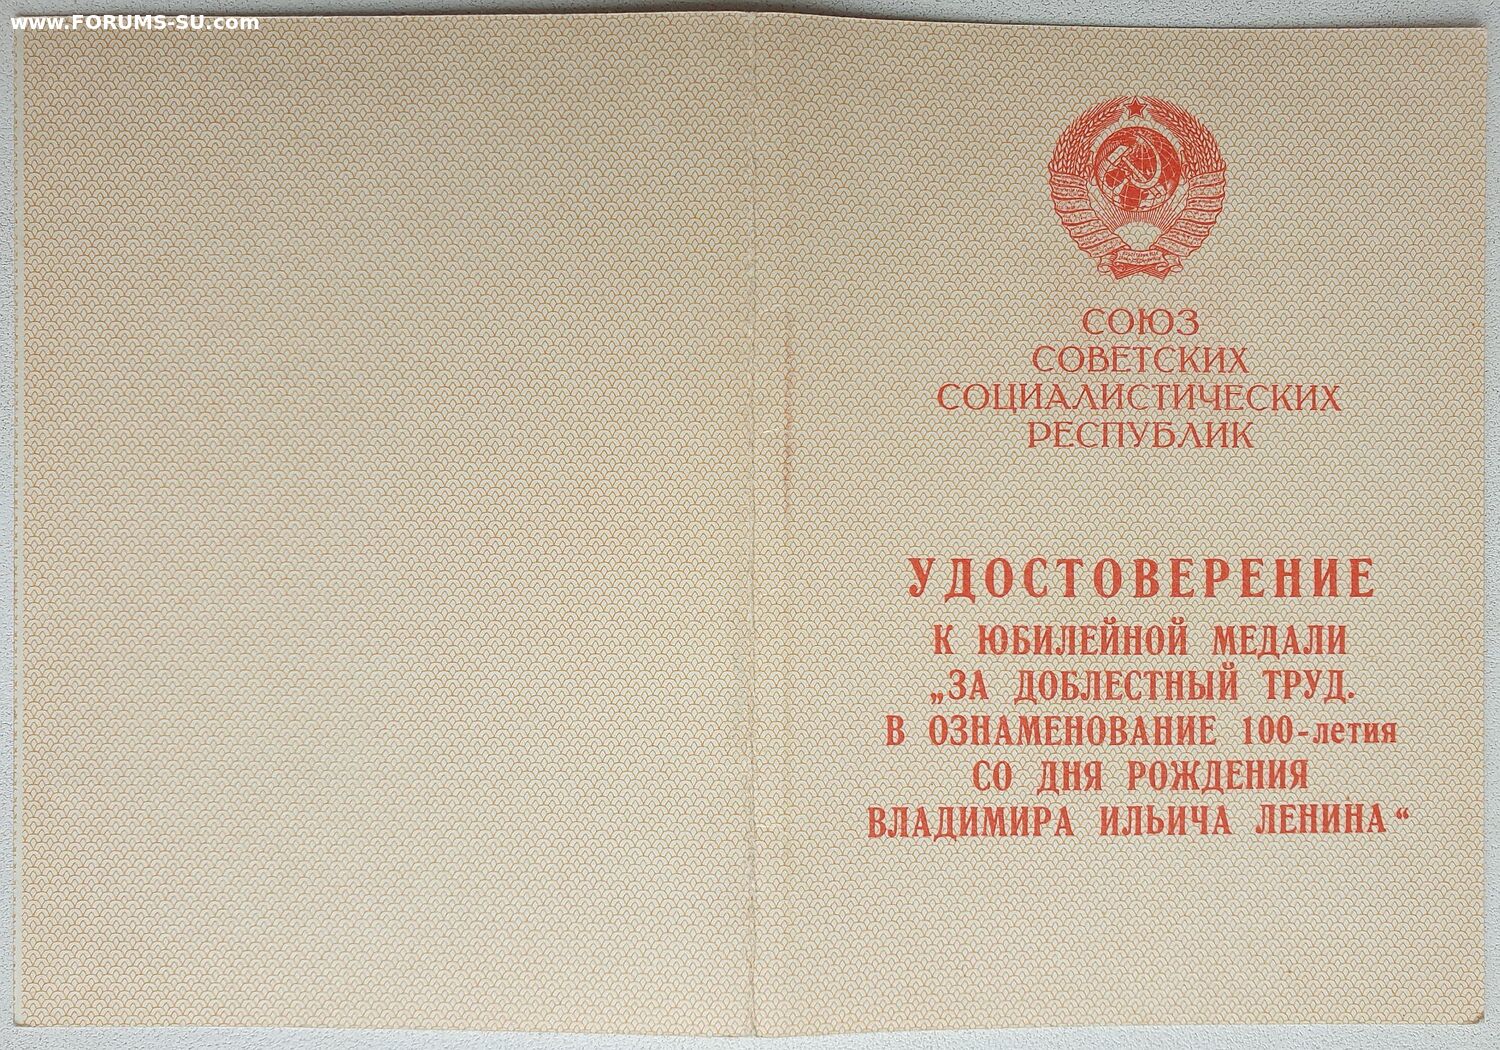 www.FORUMS-SU.com
СОЮЗ
СОВЕТСКИХ
СОЦИАЛИСТИЧЕСКИХ
РЕСПУБЛИК
УДОСТОВЕРЕНИЕ
К ЮБИЛЕЙНОЙ МЕДАЛИ
„ЗА ДОБЛЕСТНЫЙ ТРУД.
В ОЗНАМЕНОВАНИЕ 100-летия
СО ДНЯ РОЖДЕНИЯ
ВЛАДИМИРА ИЛЬИЧА ЛЕНИНА“